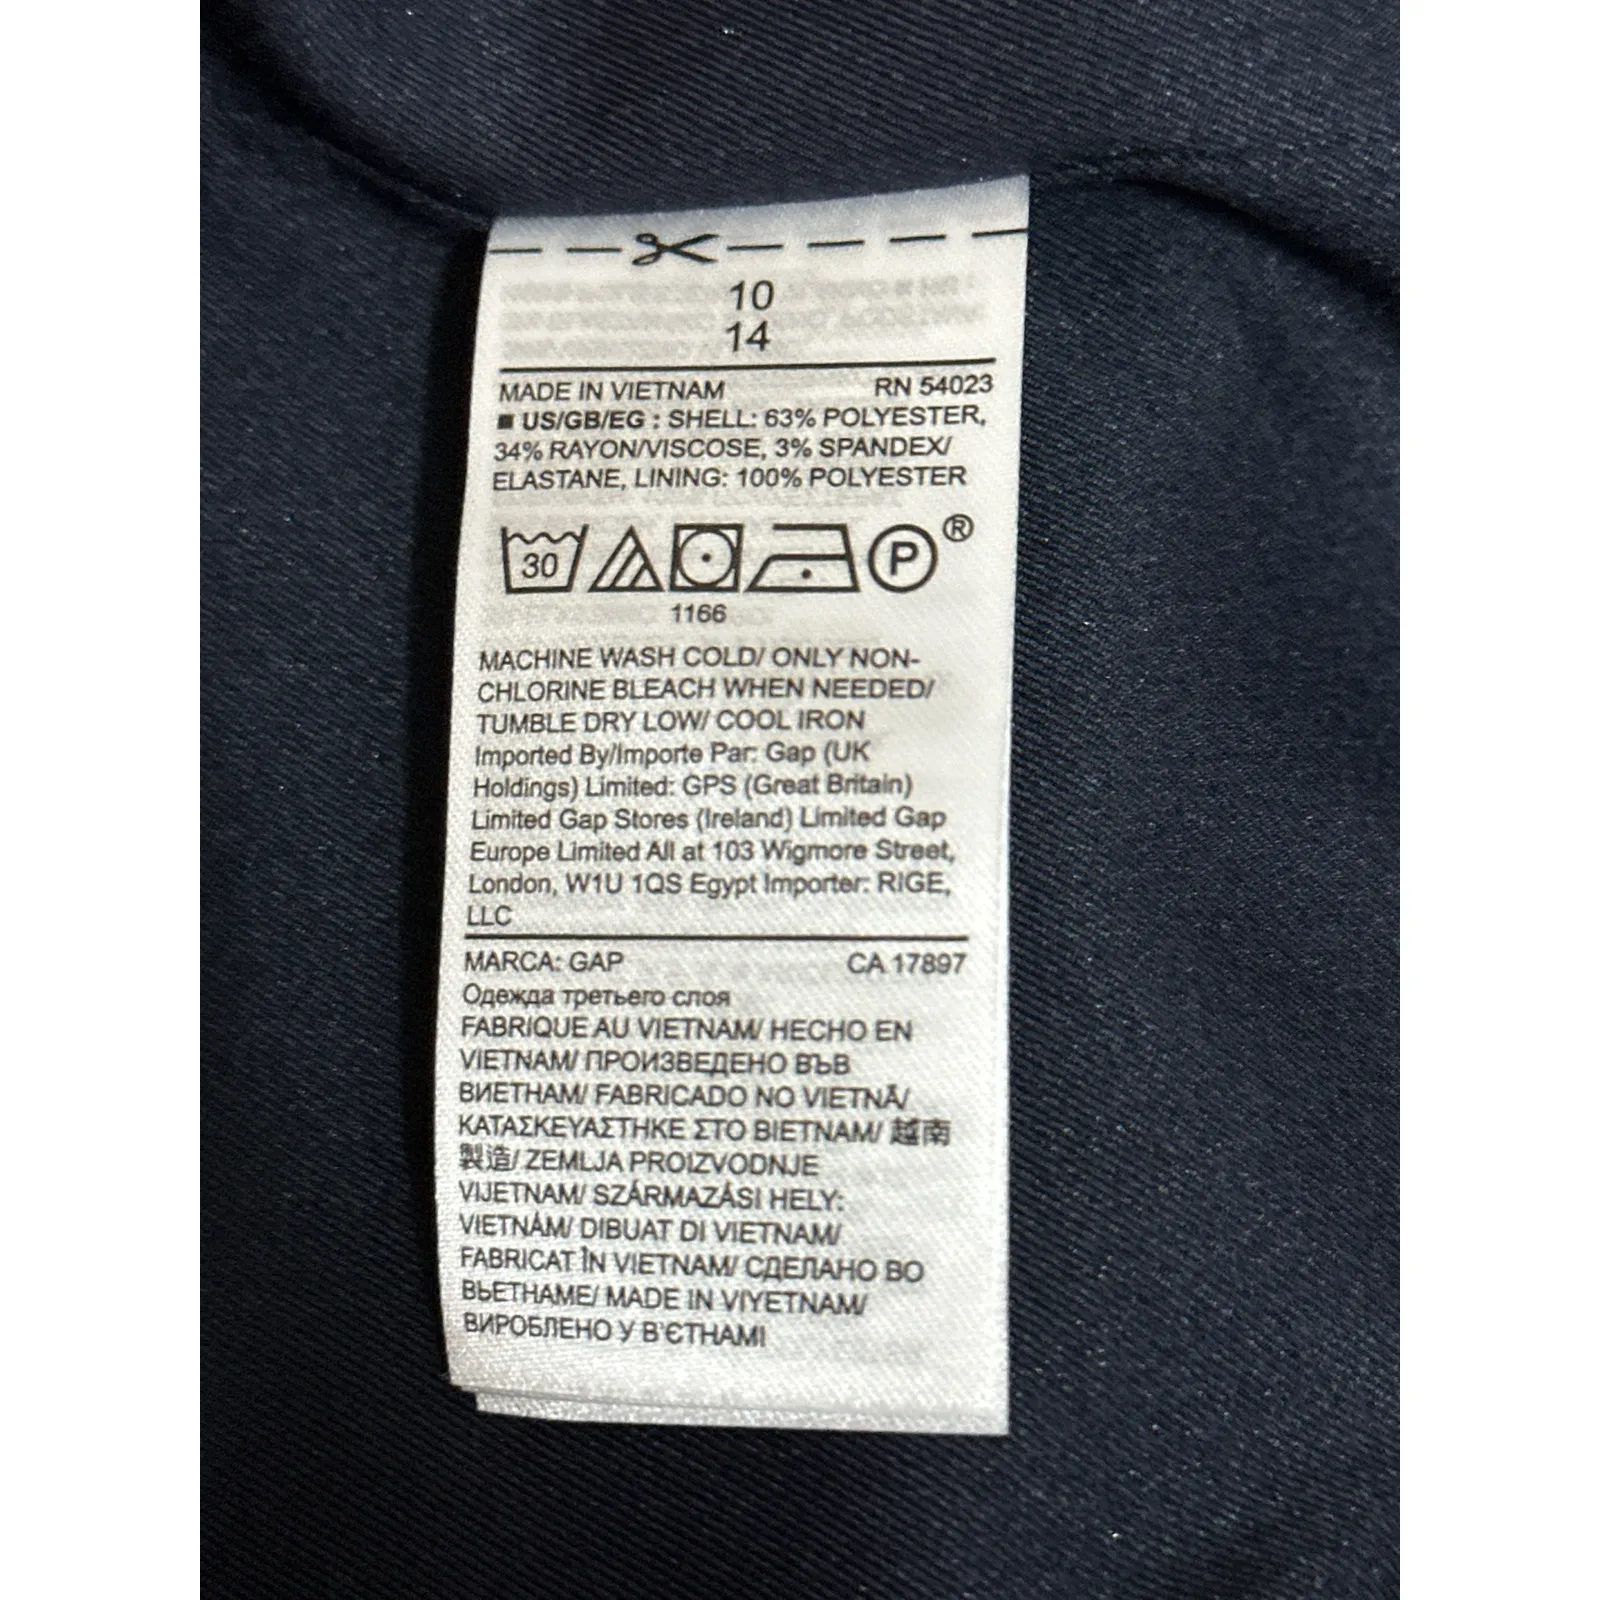 10
14
MADE IN VIETNAM RN 54023
■ US/GB/EG : SHELL: 63% POLYESTER,
34% RAYON/VISCOSE, 3% SPANDEX/
ELASTANE, LINING: 100% POLYESTER
30 P ®
1166
MACHINE WASH COLD/ ONLY NON-
CHLORINE BLEACH WHEN NEEDED/
TUMBLE DRY LOW/ COOL IRON
Imported By/Importe Par: Gap (UK
Holdings) Limited: GPS (Great Britain)
Limited Gap Stores (Ireland) Limited Gap
Europe Limited All at 103 Wigmore Street,
London, W1U 1QS Egypt Importer: RIGE,
LLC
MARCA: GAP CA 17897
Одежда третьего слоя
FABRIQUE AU VIETNAM/ HECHO EN
VIETNAM/ ПРОИЗВЕДЕНО ВЪВ
ВИЕТНАМ/ FABRICADO NO VIETNÃ/
ΚΑΤΑΣΚΕΥΑΣΤΗΚΕ ΣΤΟ ΒΙΕΤΝΑΜ/ 越南
製造/ ZEMLJA PROIZVODNJE
VIJETNAM/ SZÁRMAZÁSI HELY:
VIETNÁM/ DIBUAT DI VIETNAM/
FABRICAT ÎN VIETNAM/ СДЕЛАНО ВО
ВЬЕТНАМЕ/ MADE IN VIYETNAM/
ВИРОБЛЕНО У В'ЄТНАМІ